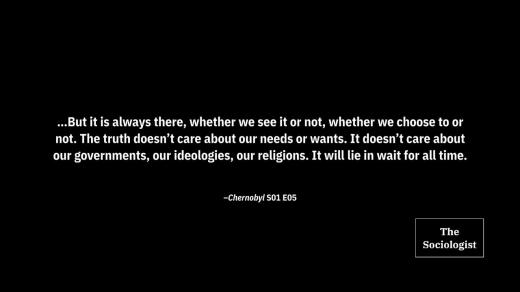 ...But it is always there, whether we see it or not, whether we choose to or
not. The truth doesn't care about our needs or wants. It doesn't care about
our governments, our ideologies, our religions. It will lie in wait for all time.
–Chernobyl S01 E05
The
Sociologist